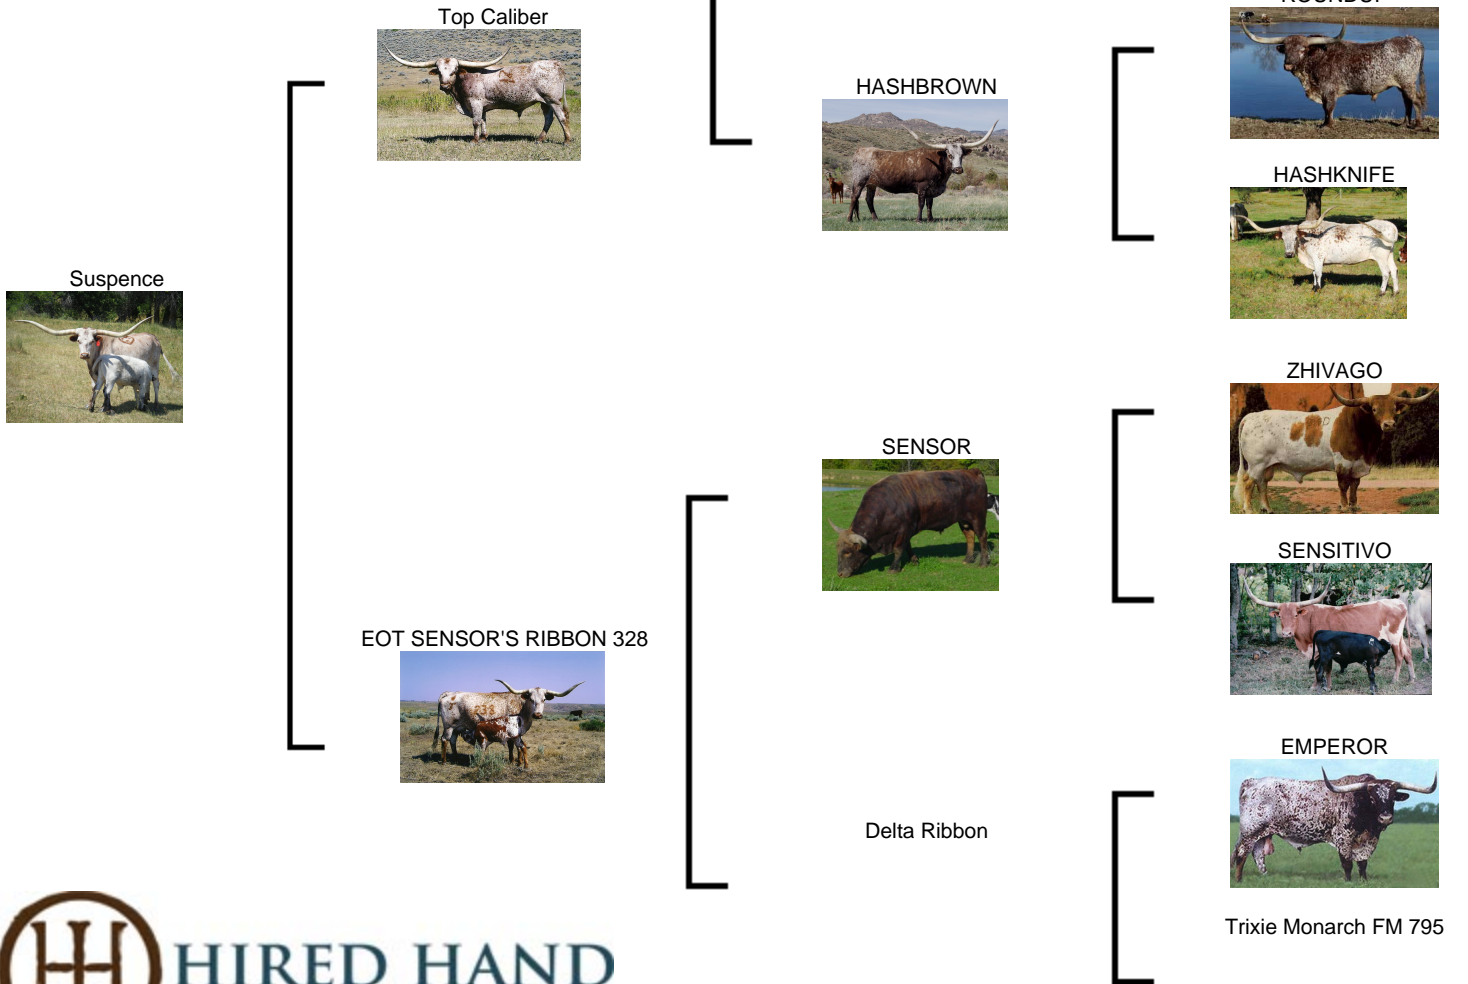 Top Caliber
HASHBROWN
HASHKNIFE
Suspence
ZHIVAGO
SENSOR
SENSITIVO
EOT SENSOR'S RIBBON 328
EMPEROR
Delta Ribbon
Trixie Monarch FM 795
HIRED HAND